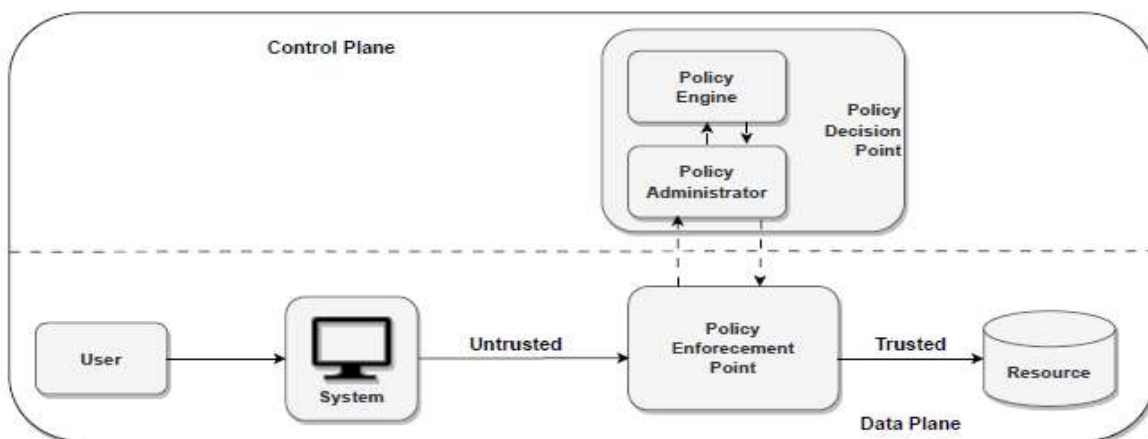 Control Plane
Policy
Engine
Policy
Decision
Point
Policy
Administrator
User
System
Untrusted
Policy
Enforecement
Point
Trusted
Resource
Data Plane